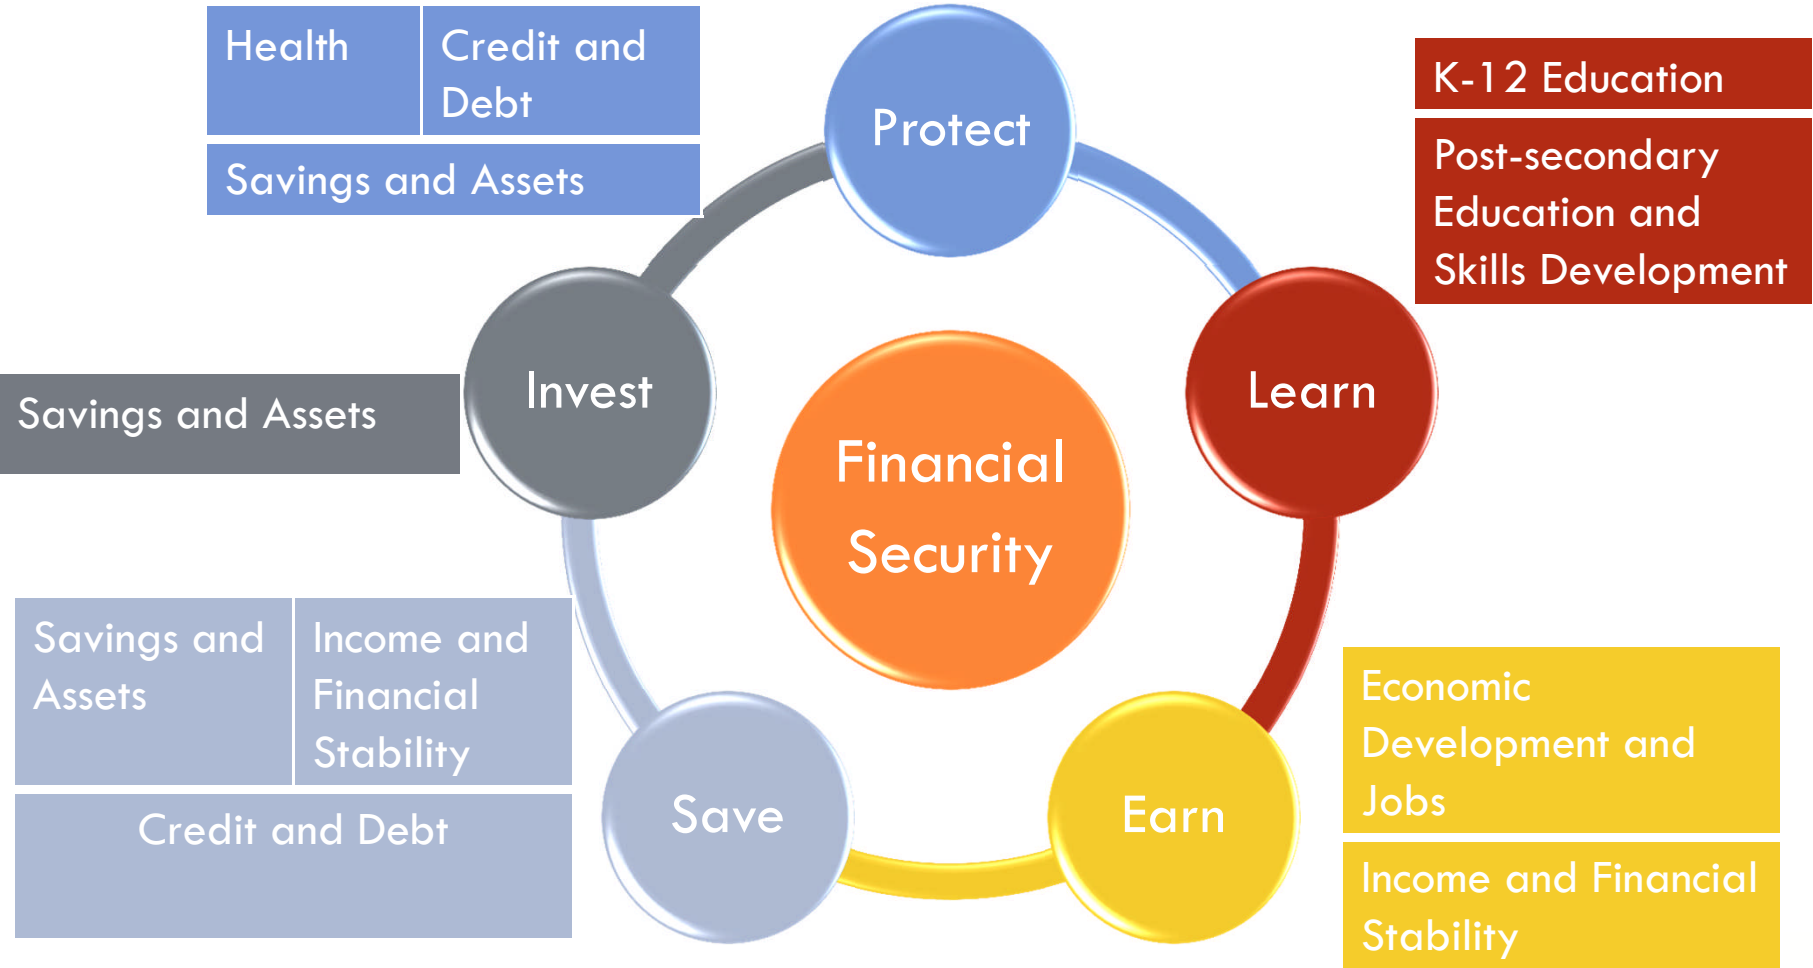 Health
Credit and
Debt
Savings and Assets
Protect
K-12 Education
Post-secondary
Education and
Skills Development
Invest
Learn
Savings and Assets
Financial
Security
Savings and
Assets
Income and
Financial
Stability
Credit and Debt
Save
Earn
Economic
Development and
Jobs
Income and Financial
Stability